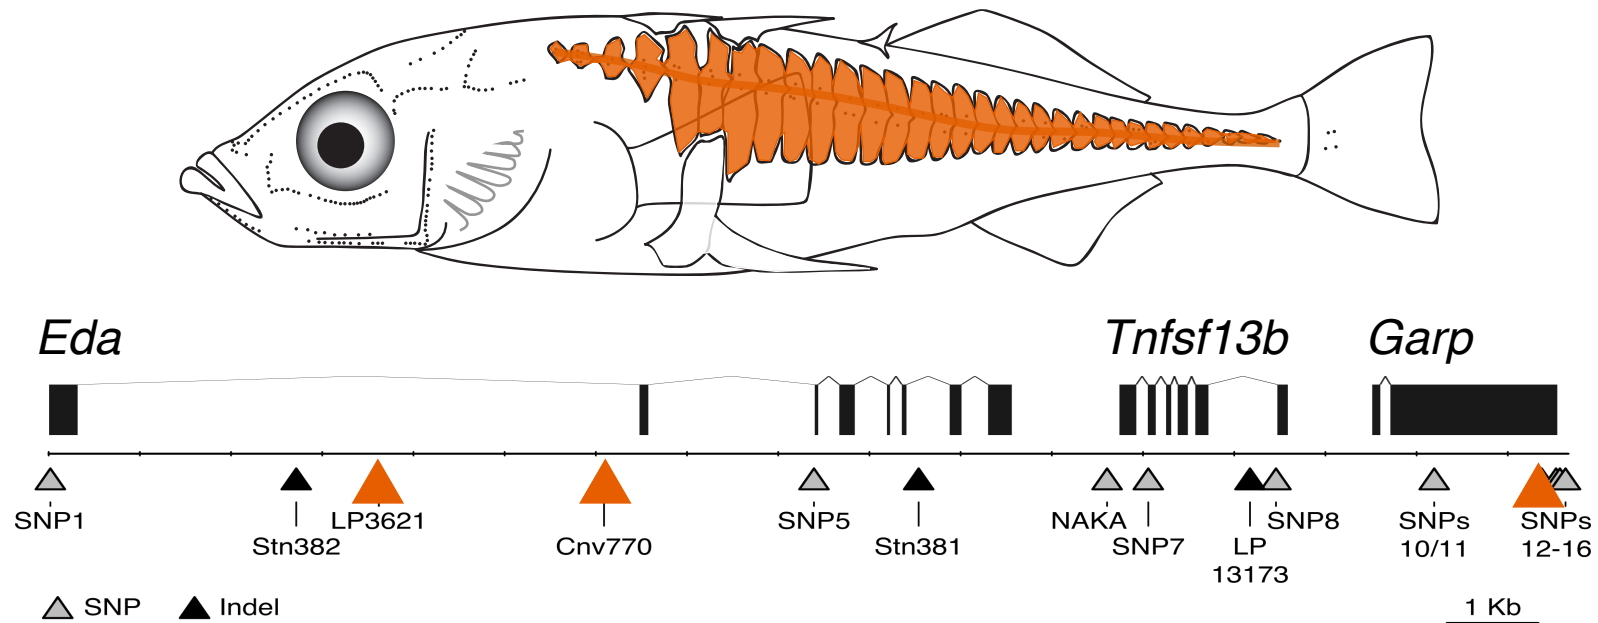 Eda Tnfsf13b Garp
SNP1 LP3621 SNP5 NAKA SNP8 SNPs SNPs
Stn382 Cnv770 Stn381 SNP7 LP 10/11 12-16
13173
SNP Indel 1 Kb